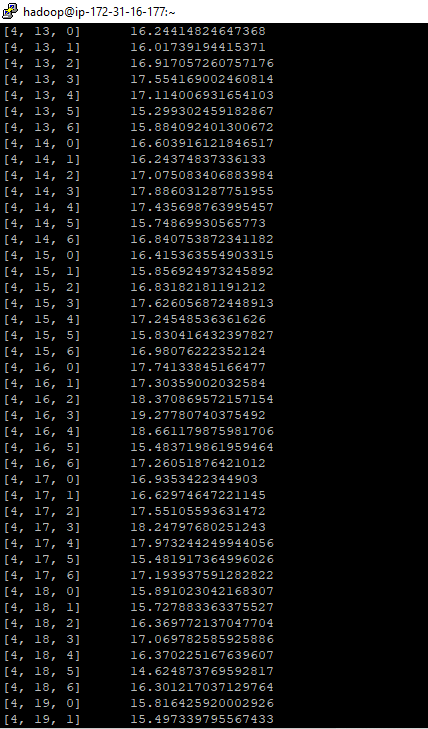 hadoop@ip-172-31-16-177:~
[4, 13, 0] 16.24414824647368
[4, 13, 1] 16.01739194415371
[4, 13, 2] 16.917057260757176
[4, 13, 3] 17.554169002460814
[4, 13, 4] 17.114006931654103
[4, 13, 5] 15.299302459182867
[4, 13, 6] 15.884092401300672
[4, 14, 0] 16.603916121846517
[4, 14, 1] 16.24374837336133
[4, 14, 2] 17.075083406883984
[4, 14, 3] 17.886031287751955
[4, 14, 4] 17.435698763995457
[4, 14, 5] 15.74869930565773
[4, 14, 6] 16.840753872341182
[4, 15, 0] 16.415363554903315
[4, 15, 1] 15.856924973245892
[4, 15, 2] 16.83182181191212
[4, 15, 3] 17.626056872448913
[4, 15, 4] 17.24548536361626
[4, 15, 5] 15.830416432397827
[4, 15, 6] 16.98076222352124
[4, 16, 0] 17.74133845166477
[4, 16, 1] 17.30359002032584
[4, 16, 2] 18.370869572157154
[4, 16, 3] 19.27780740375492
[4, 16, 4] 18.661179875981706
[4, 16, 5] 15.483719861959464
[4, 16, 6] 17.26051876421012
[4, 17, 0] 16.9353422344903
[4, 17, 1] 16.62974647221145
[4, 17, 2] 17.55105593631472
[4, 17, 3] 18.24797680251243
[4, 17, 4] 17.973244249944056
[4, 17, 5] 15.481917364996026
[4, 17, 6] 17.193937591282822
[4, 18, 0] 15.891023042168307
[4, 18, 1] 15.727883363375527
[4, 18, 2] 16.369772137047704
[4, 18, 3] 17.069782585925886
[4, 18, 4] 16.370225167639607
[4, 18, 5] 14.624873769592817
[4, 18, 6] 16.301217037129764
[4, 19, 0] 15.816425920002926
[4, 19, 1] 15.497339795567433